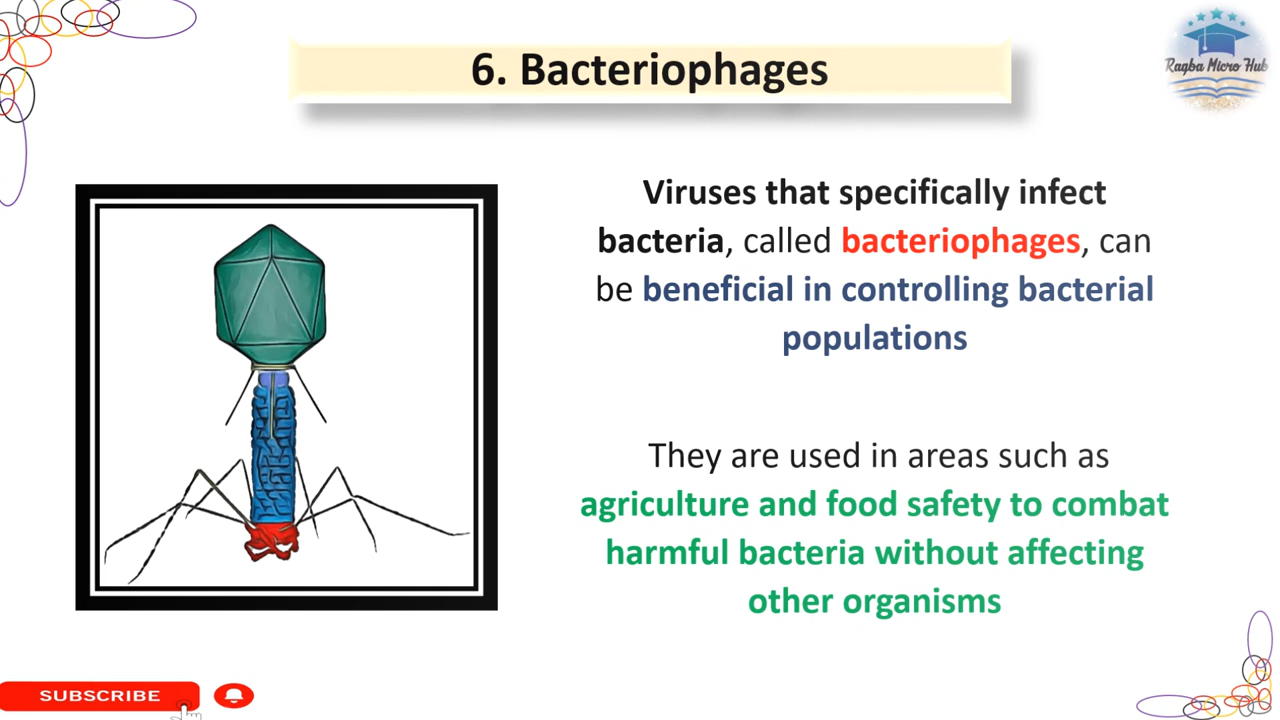 6. Bacteriophages
Ragba Micro Hub
Viruses that specifically infect
bacteria, called bacteriophages, can
be beneficial in controlling bacterial
populations
They are used in areas such as
agriculture and food safety to combat
harmful bacteria without affecting
other organisms
SUBSCRIBE